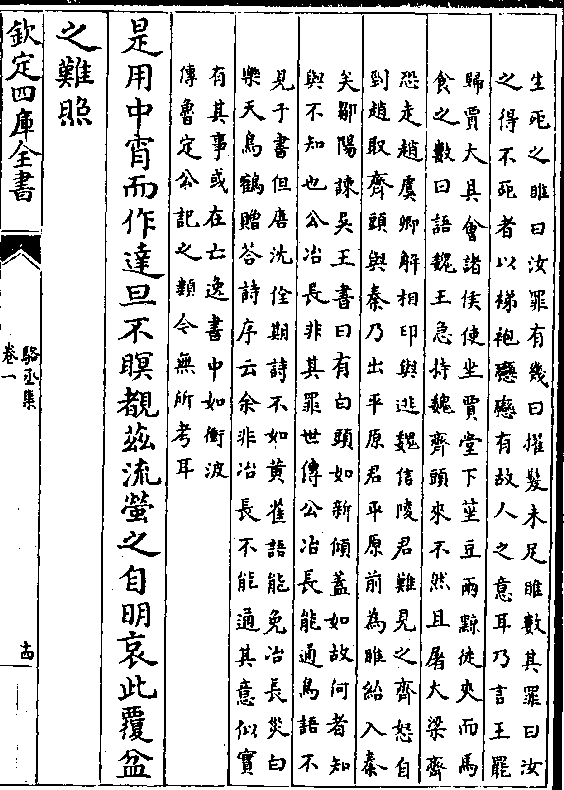 生死之睢曰汝罪有幾曰擢髮未足睢數其罪曰汝
之得不死者以綈袍戀戀有故人之意耳乃言王罷
歸賈大具會諸侯使坐賈堂下莝豆兩黥徒夾而馬
食之數曰語魏王急持魏齊頭來不然且屠大梁齊
恐走趙虞卿解相印與逃魏信陵君難見之齊怒自
到趙取齊頭與秦乃出平原君平原前為睢紿入秦
矣鄒陽諫吳王書曰有白頭如新傾蓋如故何者知
與不知也公冶長非其罪世傳公冶長能通鳥語不
見于書但唐沈佺期詩不如黄雀語能免冶長災白
樂天鳥鶴贈答詩序云余非冶長不能通其意似實
有其事或在亡逸書中如衝波
傳魯定公記之類今無所考耳
是用中宵而作達旦不瞑覩茲流螢之自明哀此覆盆
之難照
欽定四庫全書
駱丞集
卷一
十四